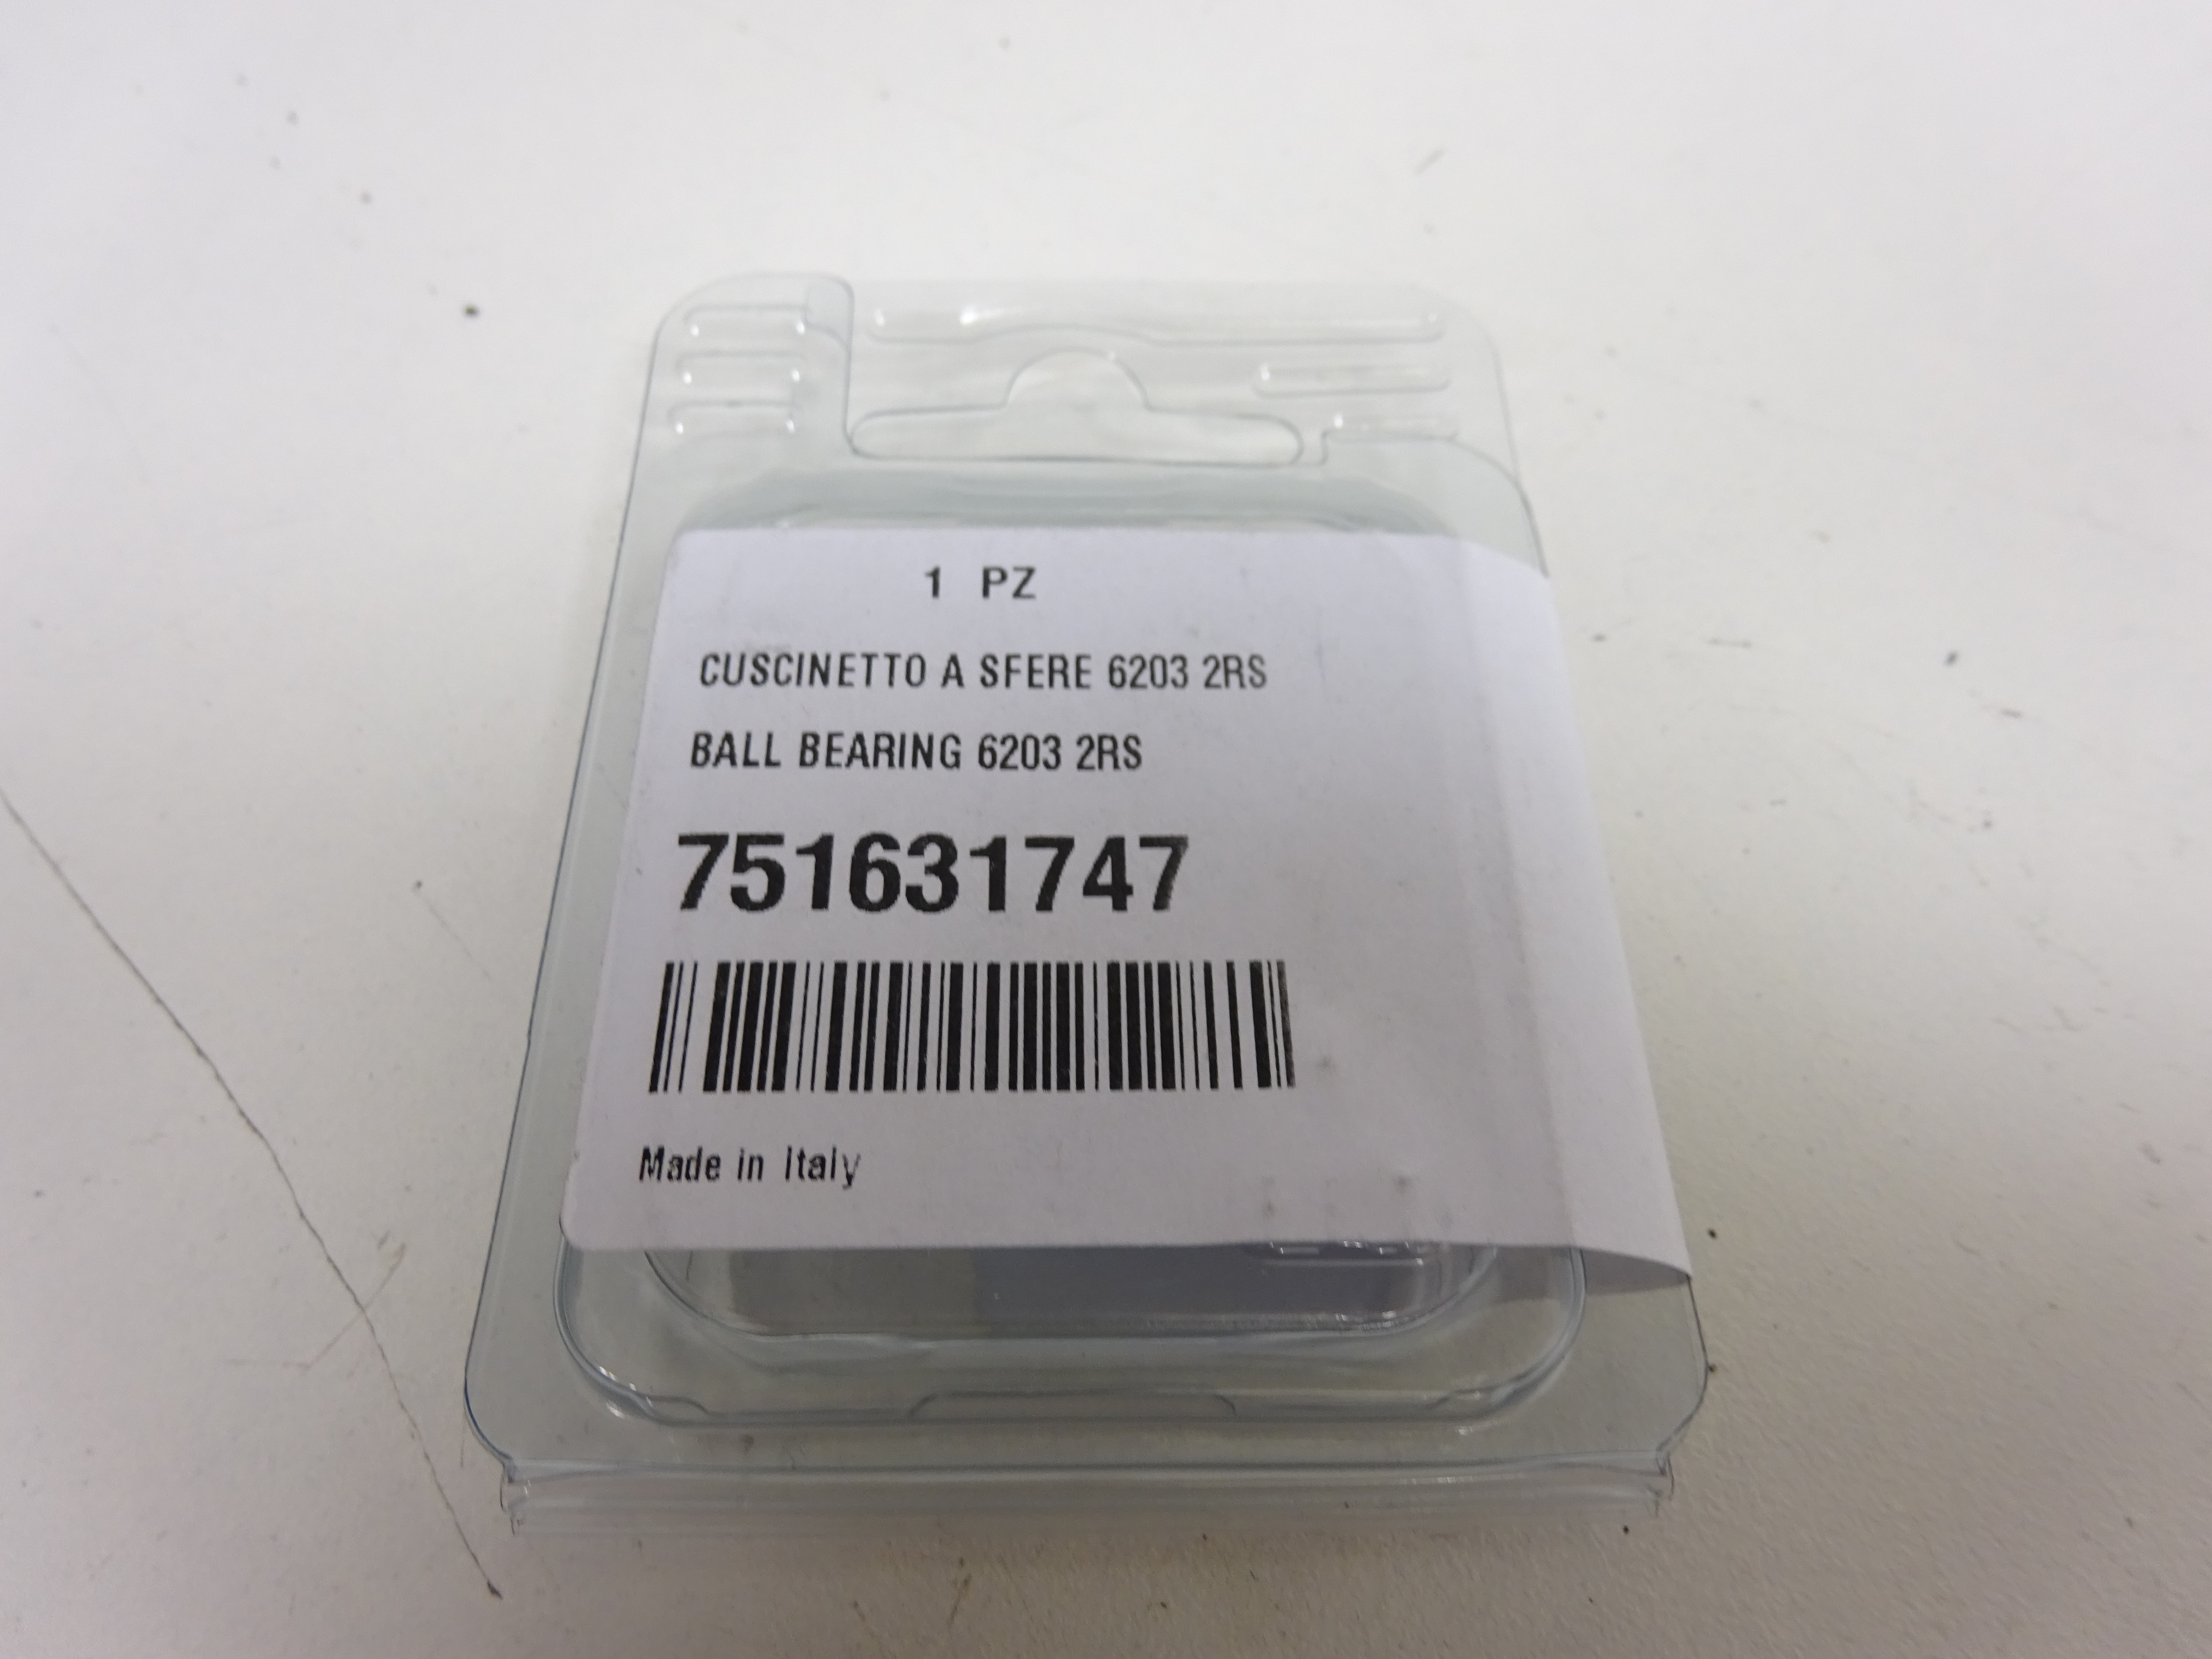 1 PZ
CUSCINETTO A SFERE 6203 2RS
BALL BEARING 6203 2RS
751631747
Made in Italy